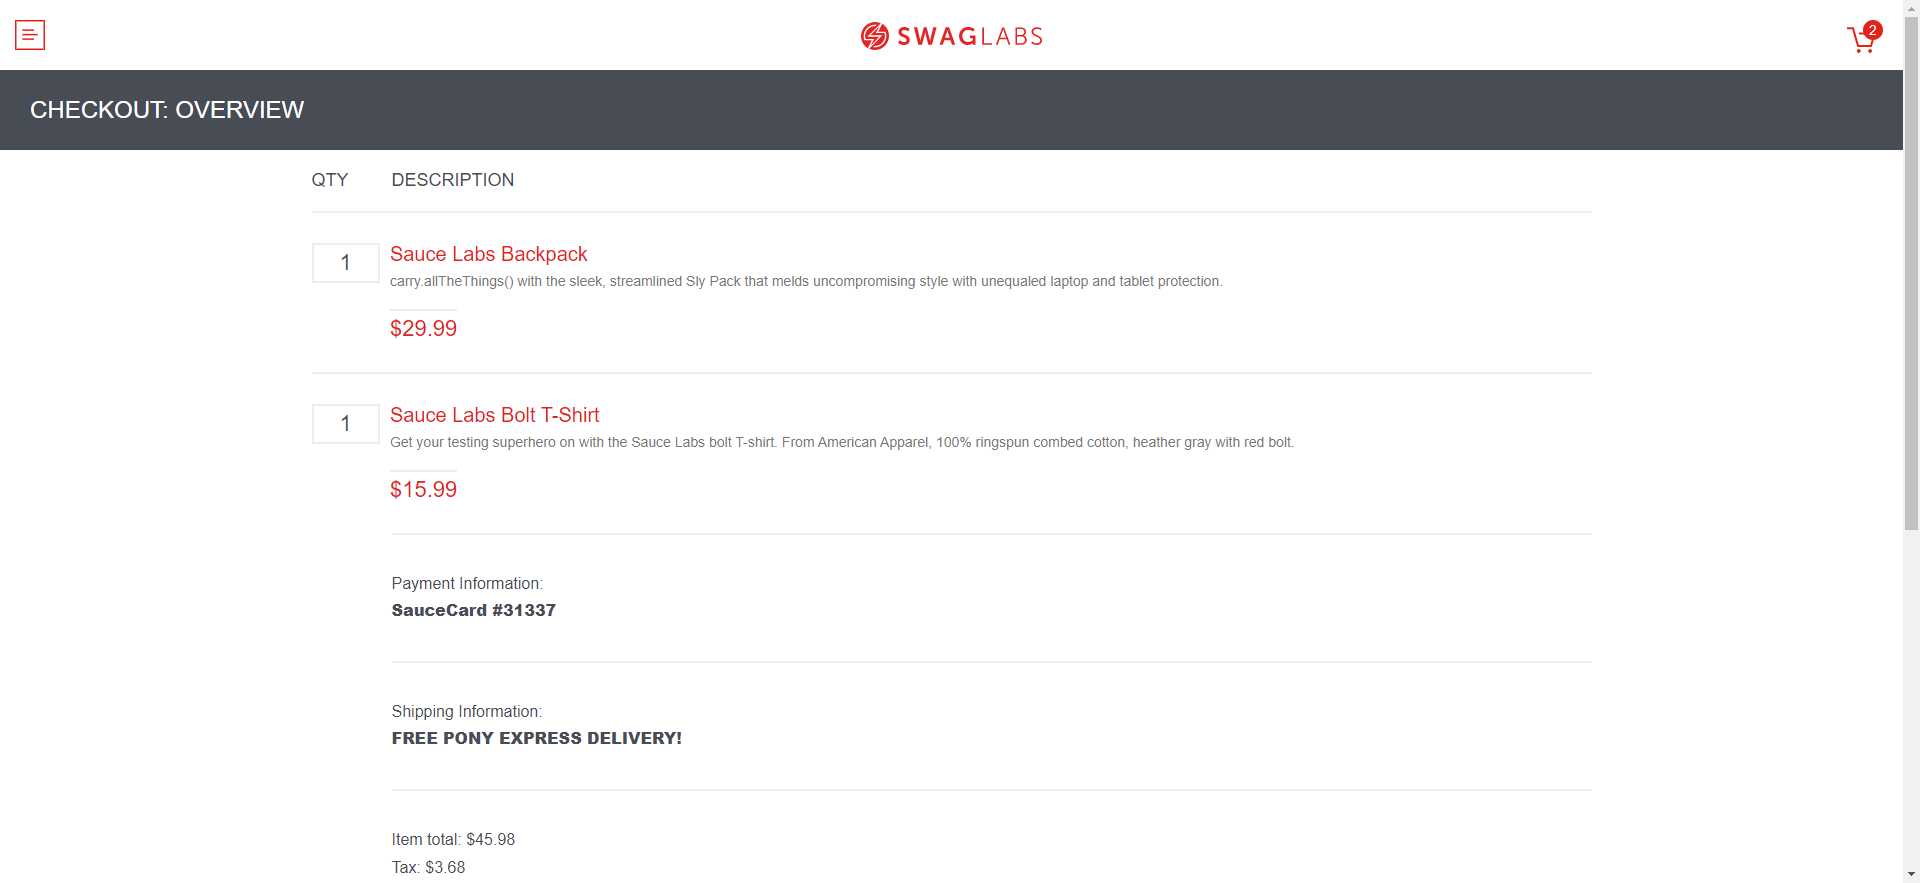 SWAGLABS
2
CHECKOUT: OVERVIEW
QTY DESCRIPTION
1 Sauce Labs Backpack
carry.allTheThings() with the sleek, streamlined Sly Pack that melds uncompromising style with unequaled laptop and tablet protection.
$29.99
1 Sauce Labs Bolt T-Shirt
Get your testing superhero on with the Sauce Labs bolt T-shirt. From American Apparel, 100% ringspun combed cotton, heather gray with red bolt.
$15.99
Payment Information:
SauceCard #31337
Shipping Information:
FREE PONY EXPRESS DELIVERY!
Item total: $45.98
Tax: $3.68